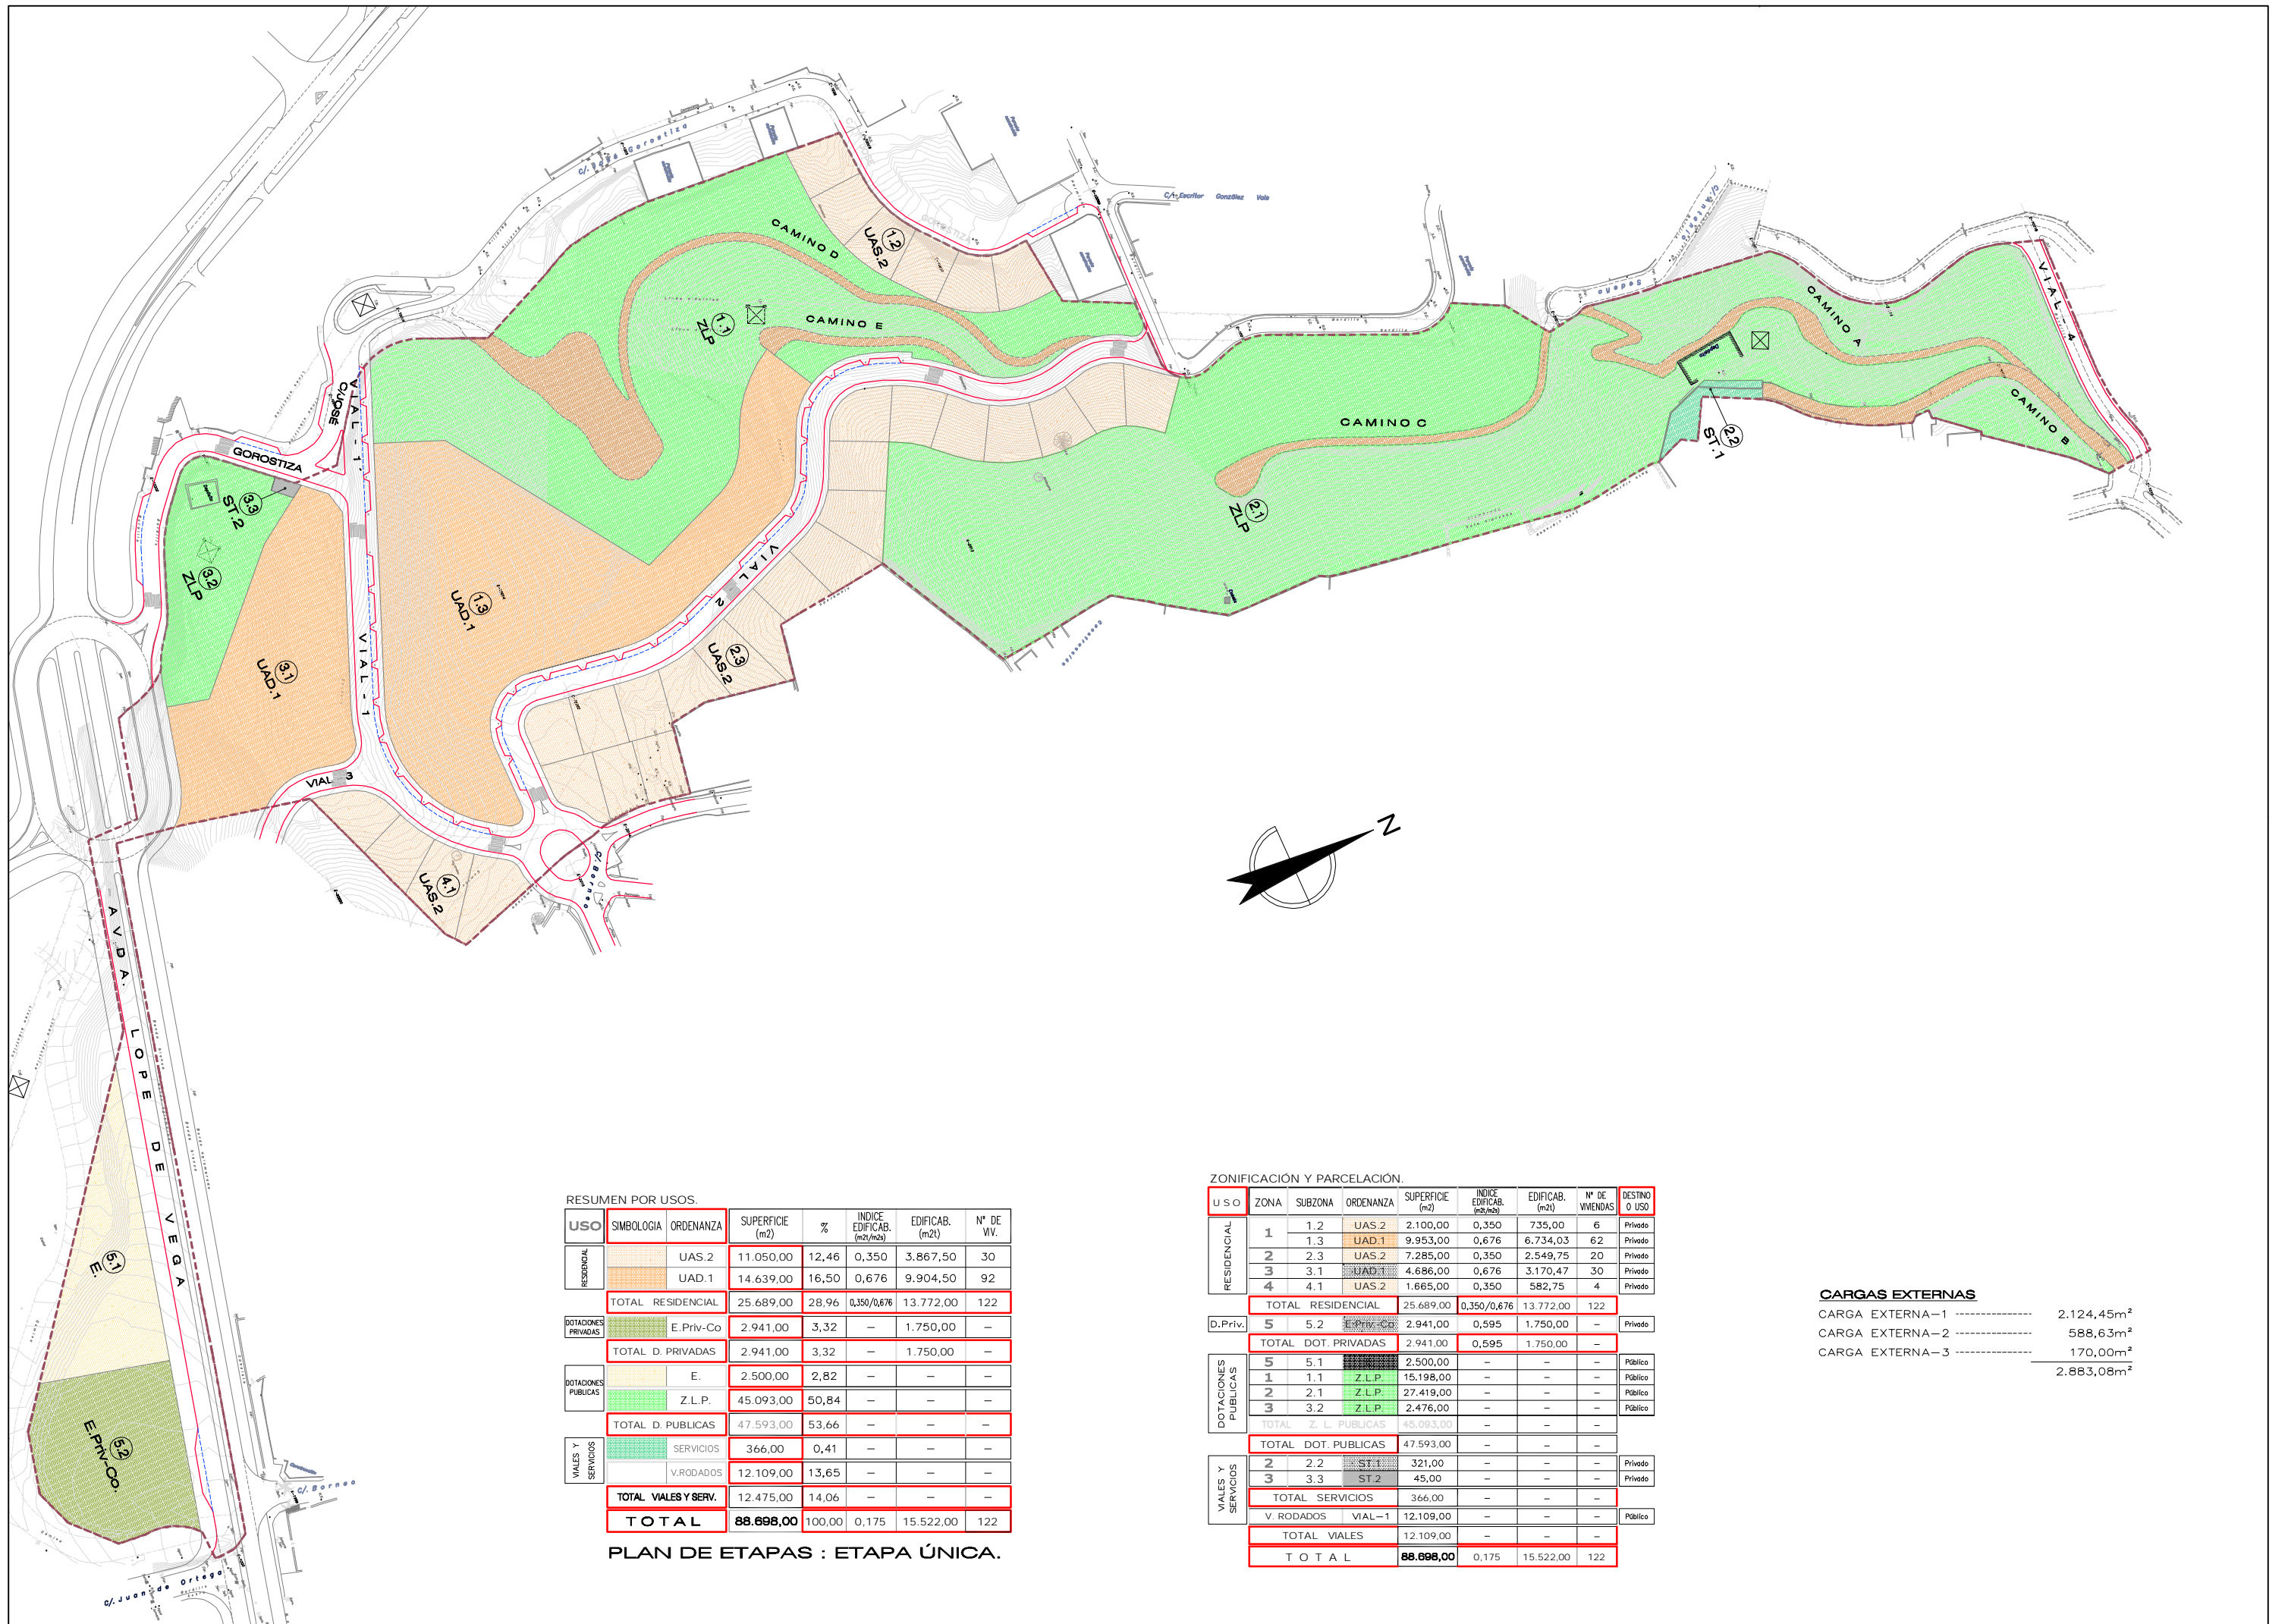 C/. José Gorostiza
C/. Escritor González Vela
C/. Antonio
Sedeño
CAMINO D
1.2
UAS.2
1.1
ZLP
CAMINO E
CAMINO A
VIAL-4
CAMINO B
CAMINO C
Depósito
2.2
ST.1
2.1
ZLP
C/JOSÉ
GOROSTIZA
VIAL-1'
3.3
ST.2
3.2
ZLP
1.3
UAD.1
VIAL 2
3.1
UAD.1
VIAL-1
2.3
UAS.2
VIAL-3
4.1
UAS.2
C/. Borneo
N
AVDA. LOPE DE VEGA
5.1
E.
5.2
E.Priv-Co.
C/. Borneo
C/. Juan de Ortega
RESUMEN POR USOS.
USO SIMBOLOGIA ORDENANZA SUPERFICIE (m2) % INDICE EDIFICAB. (m2t/m2s) EDIFICAB. (m2t) Nº DE VIV.
RESIDENCIAL
UAS.2 11.050,00 12,46 0,350 3.867,50 30
UAD.1 14.639,00 16,50 0,676 9.904,50 92
TOTAL RESIDENCIAL 25.689,00 28,96 0,350/0,676 13.772,00 122
DOTACIONES PRIVADAS
E.Priv-Co 2.941,00 3,32 – 1.750,00 –
TOTAL D. PRIVADAS 2.941,00 3,32 – 1.750,00 –
DOTACIONES PUBLICAS
E. 2.500,00 2,82 – – –
Z.L.P. 45.093,00 50,84 – – –
TOTAL D. PUBLICAS 47.593,00 53,66 – – –
VIALES Y SERVICIOS
SERVICIOS 366,00 0,41 – – –
V.RODADOS 12.109,00 13,65 – – –
TOTAL VIALES Y SERV. 12.475,00 14,06 – – –
TOTAL 88.698,00 100,00 0,175 15.522,00 122
PLAN DE ETAPAS : ETAPA ÚNICA.
ZONIFICACIÓN Y PARCELACIÓN.
USO ZONA SUBZONA ORDENANZA SUPERFICIE (m2) INDICE EDIFICAB. (m2t/m2s) EDIFICAB. (m2t) Nº DE VIVIENDAS DESTINO O USO
RESIDENCIAL
1 1.2 UAS.2 2.100,00 0,350 735,00 6 Privado
1.3 UAD.1 9.953,00 0,676 6.734,03 62 Privado
2 2.3 UAS.2 7.285,00 0,350 2.549,75 20 Privado
3 3.1 UAD.1 4.686,00 0,676 3.170,47 30 Privado
4 4.1 UAS.2 1.665,00 0,350 582,75 4 Privado
TOTAL RESIDENCIAL 25.689,00 0,350/0,676 13.772,00 122
D.Priv. 5 5.2 E.Priv.-Co 2.941,00 0,595 1.750,00 – Privado
TOTAL DOT. PRIVADAS 2.941,00 0,595 1.750,00 –
DOTACIONES PUBLICAS
5 5.1 2.500,00 – – – Público
1 1.1 Z.L.P. 15.198,00 – – – Público
2 2.1 Z.L.P. 27.419,00 – – – Público
3 3.2 Z.L.P. 2.476,00 – – – Público
TOTAL Z. L. PUBLICAS 45.093,00 – – –
TOTAL DOT. PUBLICAS 47.593,00 – – –
VIALES Y SERVICIOS
2 2.2 ST.1 321,00 – – – Privado
3 3.3 ST.2 45,00 – – – Privado
TOTAL SERVICIOS 366,00 – – –
V. RODADOS VIAL–1 12.109,00 – – – Público
TOTAL VIALES 12.109,00 – – –
TOTAL 88.698,00 0,175 15.522,00 122
CARGAS EXTERNAS
CARGA EXTERNA–1 ------------- 2.124,45m²
CARGA EXTERNA–2 ------------- 588,63m²
CARGA EXTERNA–3 ------------- 170,00m²
2.883,08m²